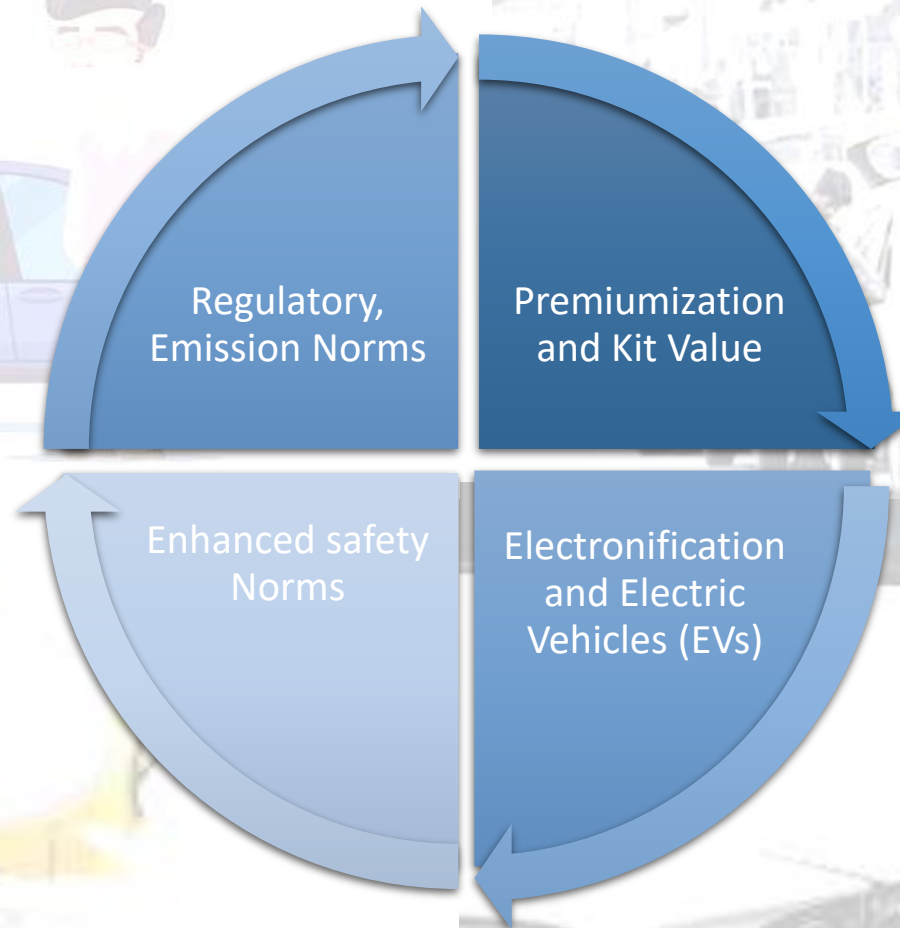 Regulatory,
Emission Norms
Premiumization
and Kit Value
Enhanced safety
Norms
Electronification
and Electric
Vehicles (EVs)